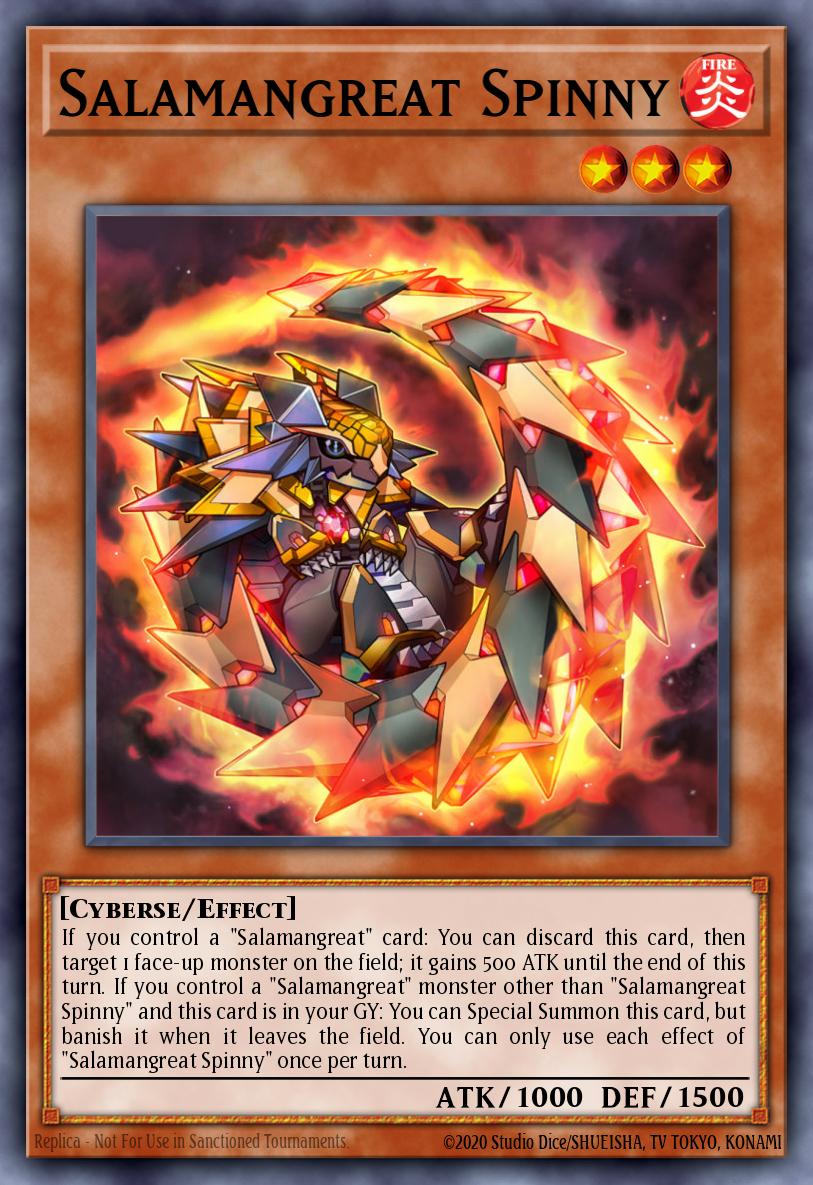 Salamangreat Spinny
FIRE
炎
[Cyberse/Effect]
If you control a "Salamangreat" card: You can discard this card, then
target 1 face-up monster on the field; it gains 500 ATK until the end of this
turn. If you control a "Salamangreat" monster other than "Salamangreat
Spinny" and this card is in your GY: You can Special Summon this card, but
banish it when it leaves the field. You can only use each effect of
"Salamangreat Spinny" once per turn.
ATK/1000 DEF/1500
Replica - Not For Use in Sanctioned Tournaments.
©2020 Studio Dice/SHUEISHA, TV TOKYO, KONAMI